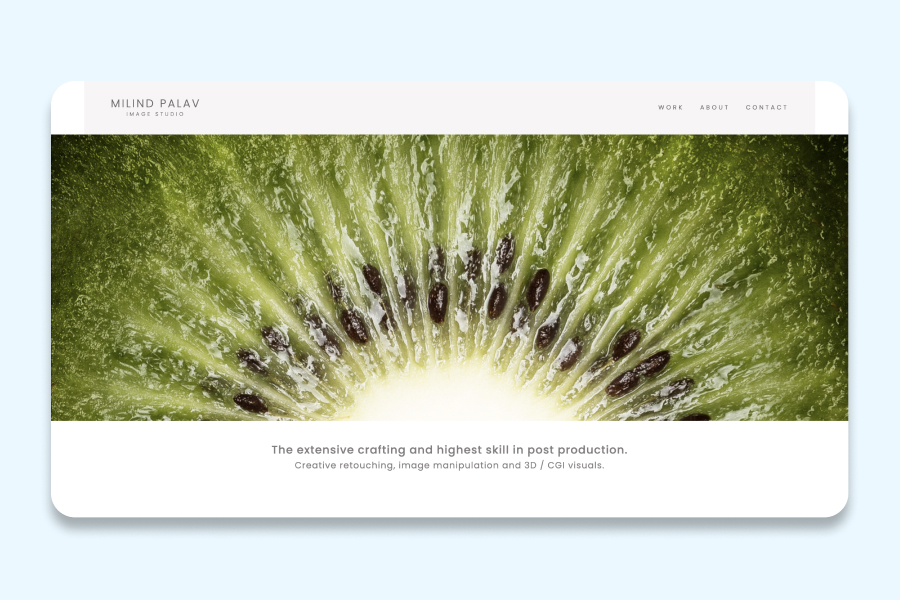 MILIND PALAV
IMAGE STUDIO
WORK ABOUT CONTACT
The extensive crafting and highest skill in post production.
Creative retouching, image manipulation and 3D / CGI visuals.